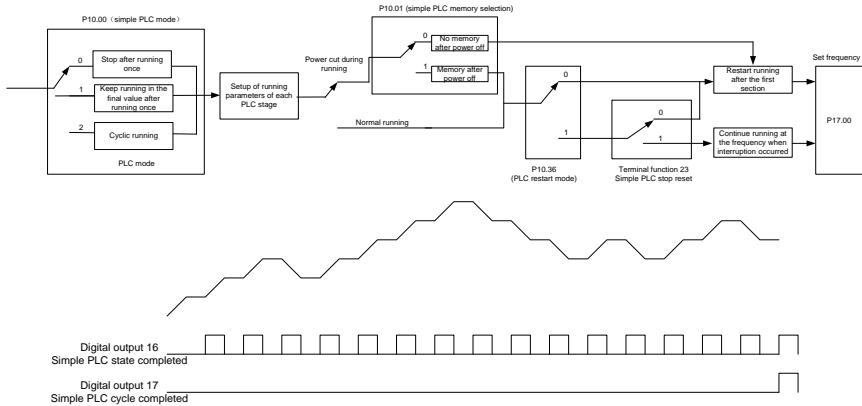 P10.00（simple PLC mode)
0
Stop after running
once
1
Keep running in the
final value after
running once
2
Cyclic running
PLC mode
Setup of running
parameters of each
PLC stage
Power cut during
running
P10.01 (simple PLC memory selection)
0
No memory
after power off
1
Memory after
power off
Normal running
0
1
P10.36
(PLC restart mode)
0
1
Terminal function 23
Simple PLC stop reset
Restart running
after the first
section
Continue running at
the frequency when
interruption occurred
Set frequency
P17.00
Digital output 16
Simple PLC state completed
Digital output 17
Simple PLC cycle completed